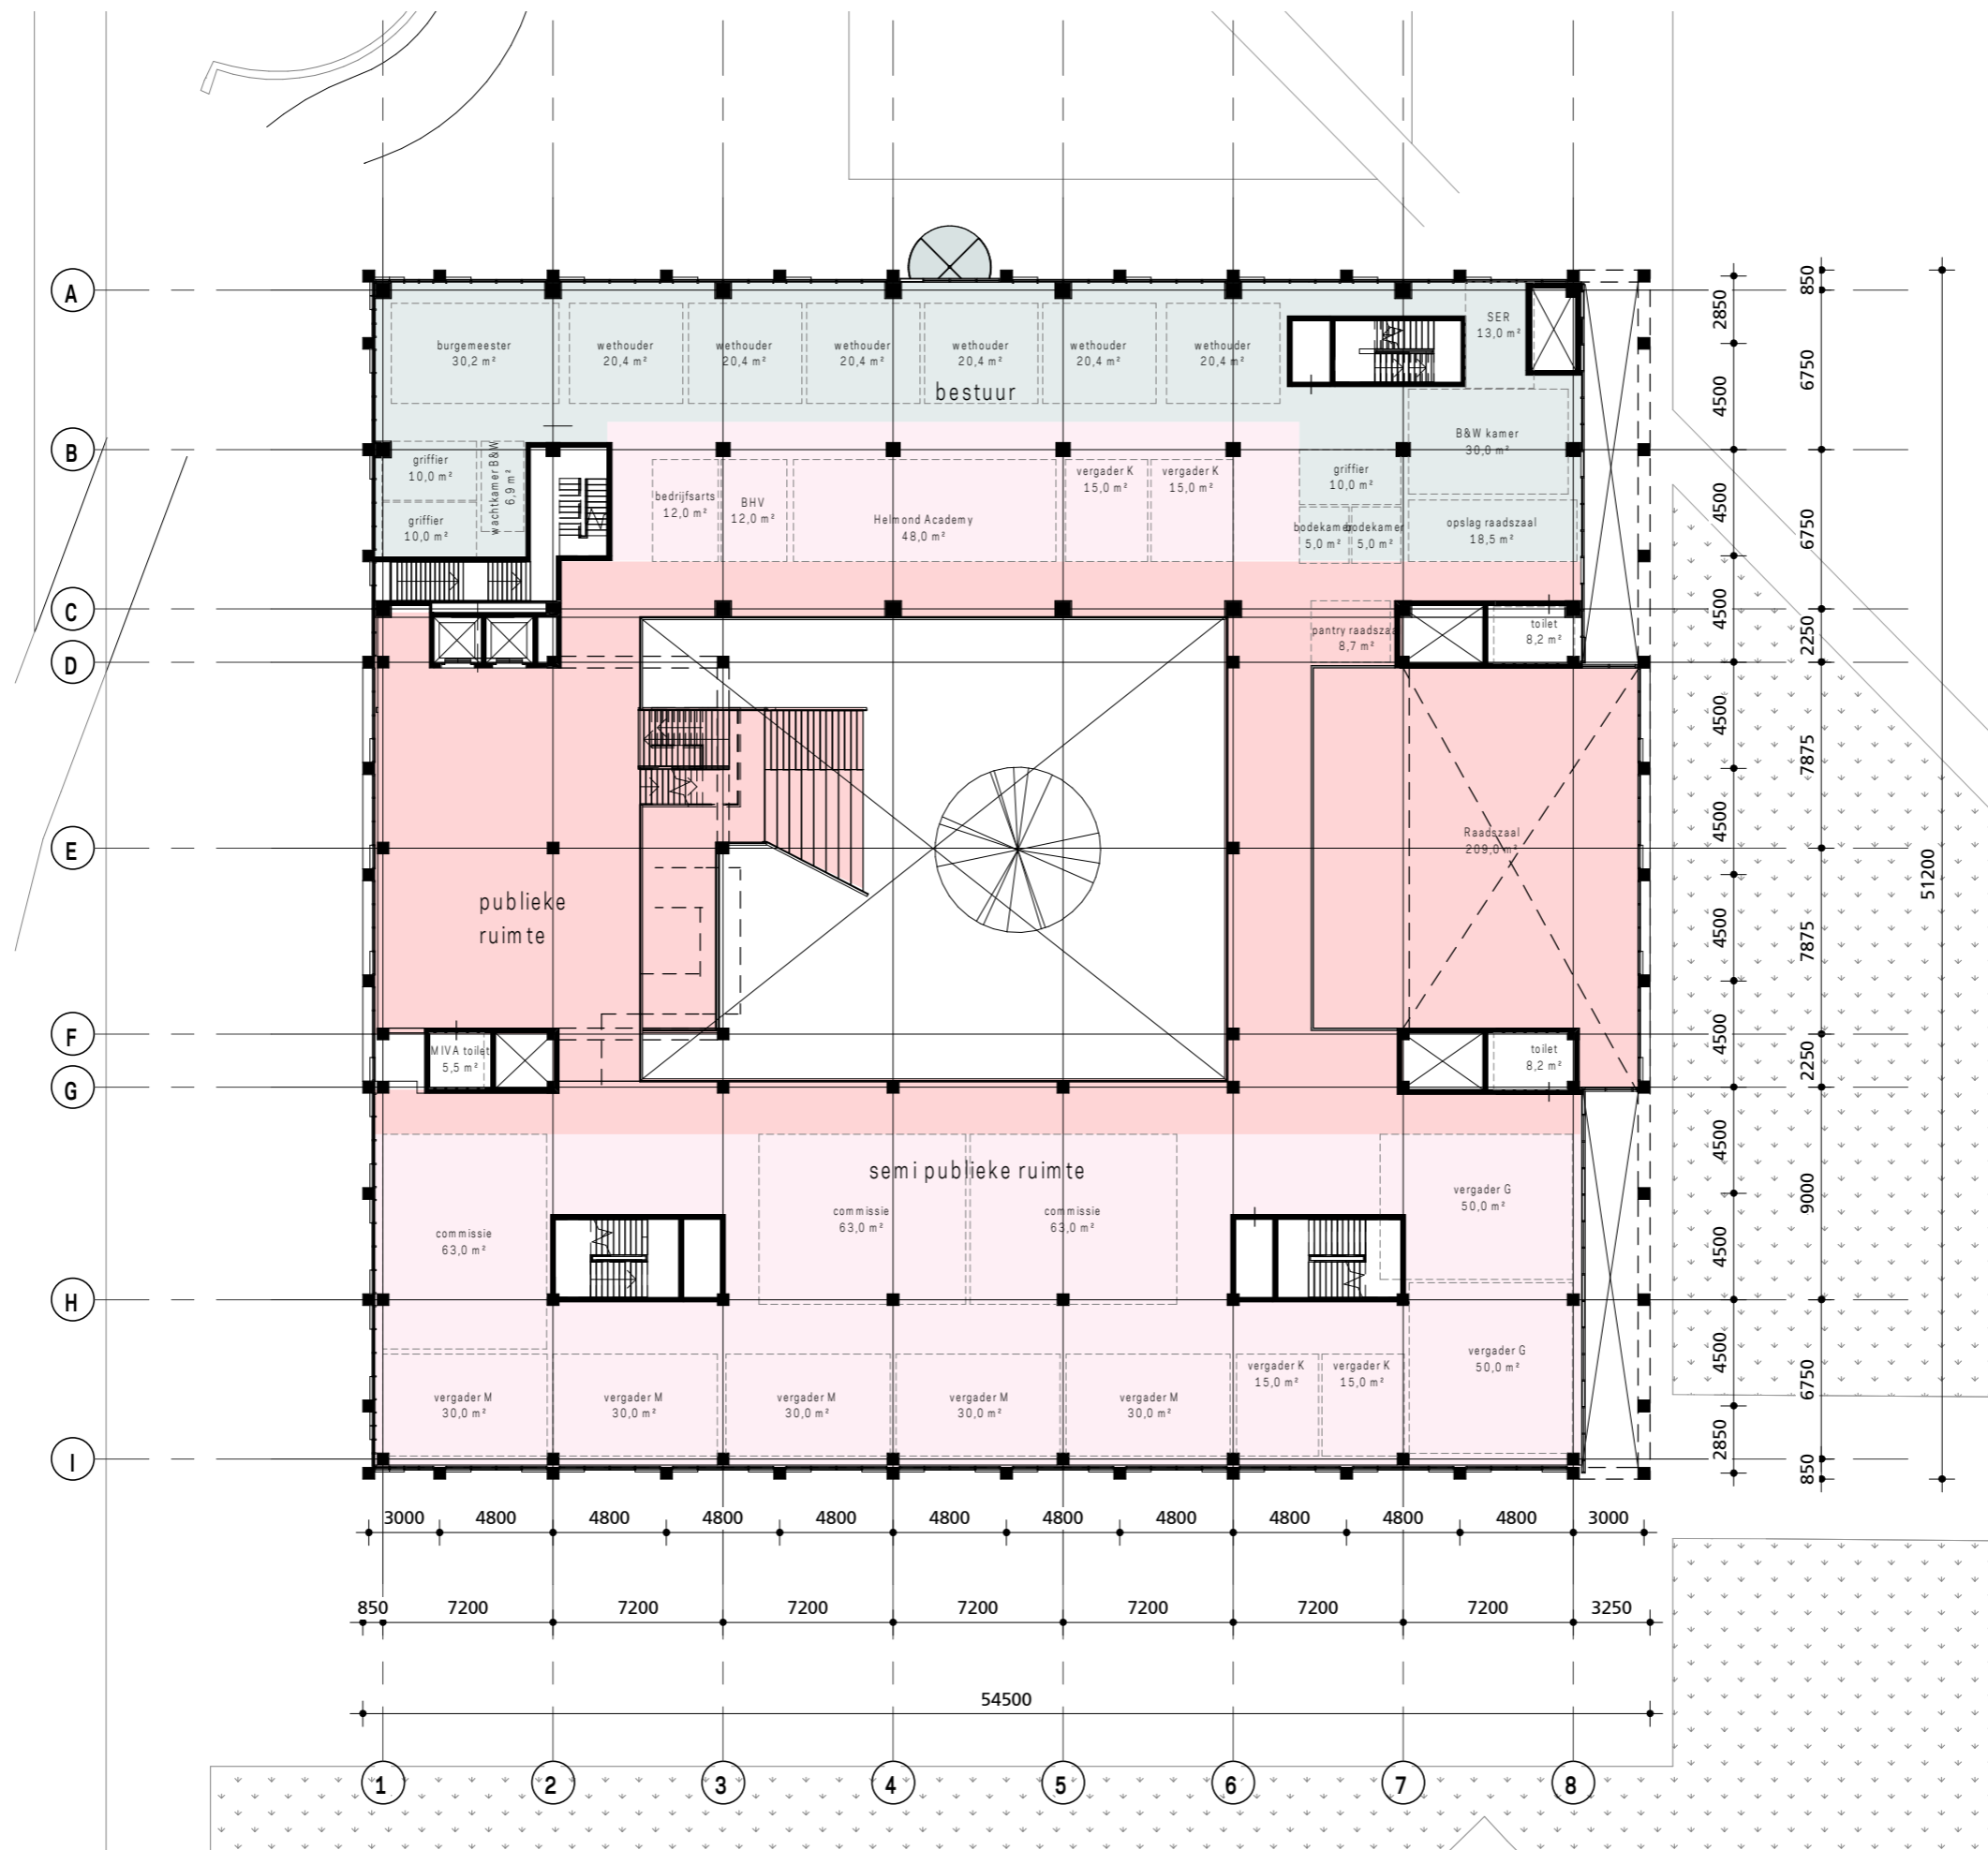 A
B
C
D
E
F
G
H
I
burgemeester
30,2 m²
wethouder
20,4 m²
wethouder
20,4 m²
wethouder
20,4 m²
wethouder
20,4 m²
wethouder
20,4 m²
wethouder
20,4 m²
SER
13,0 m²
bestuur
B&W kamer
30,0 m²
griffier
10,0 m²
griffier
10,0 m²
wachtkamer B&W
6,9 m²
bedrijfsarts
12,0 m²
BHV
12,0 m²
Helmond Academy
48,0 m²
vergader K
15,0 m²
vergader K
15,0 m²
griffier
10,0 m²
bodekamer
5,0 m²
bodekamer
5,0 m²
opslag raadszaal
18,5 m²
pantry raadszaal
8,7 m²
toilet
8,2 m²
Raadszaal
209,0 m²
publieke
ruimte
MIVA toilet
5,5 m²
toilet
8,2 m²
semi publieke ruimte
commissie
63,0 m²
commissie
63,0 m²
commissie
63,0 m²
vergader G
50,0 m²
vergader G
50,0 m²
vergader M
30,0 m²
vergader M
30,0 m²
vergader M
30,0 m²
vergader M
30,0 m²
vergader M
30,0 m²
vergader K
15,0 m²
vergader K
15,0 m²
2850
4500
4500
4500
4500
4500
4500
4500
4500
4500
4500
2850
850
6750
6750
2250
7875
7875
2250
9000
6750
850
51200
3000 4800 4800 4800 4800 4800 4800 4800 4800 4800 4800 3000
850 7200 7200 7200 7200 7200 7200 7200 3250
54500
1 2 3 4 5 6 7 8